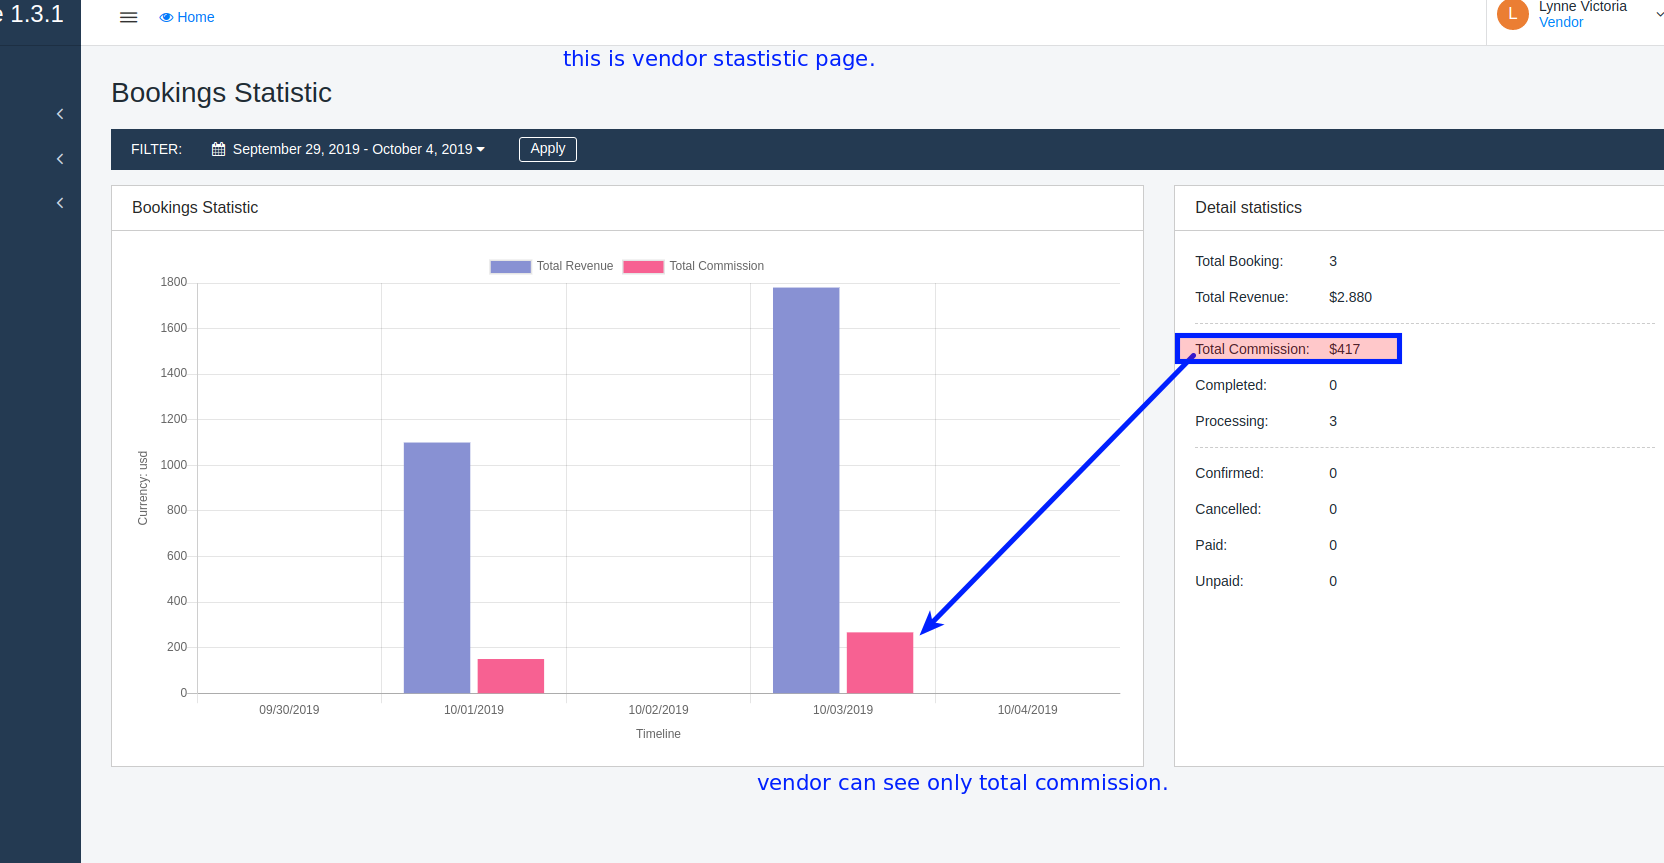 e 1.3.1
Home
Lynne Victoria
Vendor
this is vendor stastistic page.
Bookings Statistic
FILTER: September 29, 2019 - October 4, 2019 Apply
Bookings Statistic
Total Revenue Total Commission
1800
1600
1400
1200
1000
800
600
400
200
0
Currency: usd
09/30/2019 10/01/2019 10/02/2019 10/03/2019 10/04/2019
Timeline
Detail statistics
Total Booking: 3
Total Revenue: $2.880
Total Commission: $417
Completed: 0
Processing: 3
Confirmed: 0
Cancelled: 0
Paid: 0
Unpaid: 0
vendor can see only total commission.
L